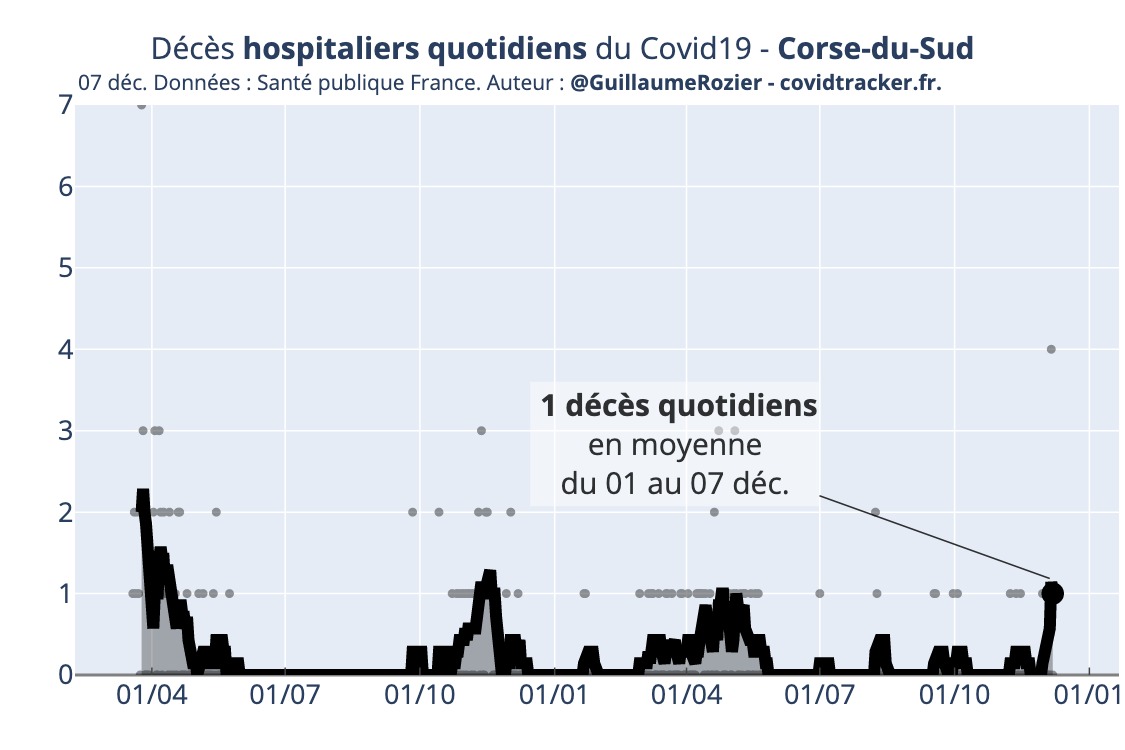 Décès hospitaliers quotidiens du Covid19 - Corse-du-Sud
07 déc. Données : Santé publique France. Auteur : @GuillaumeRozier - covidtracker.fr.
7
6
5
4
3
2
1
0
1 décès quotidiens
en moyenne
du 01 au 07 déc.
01/04 01/07 01/10 01/01 01/04 01/07 01/10 01/01